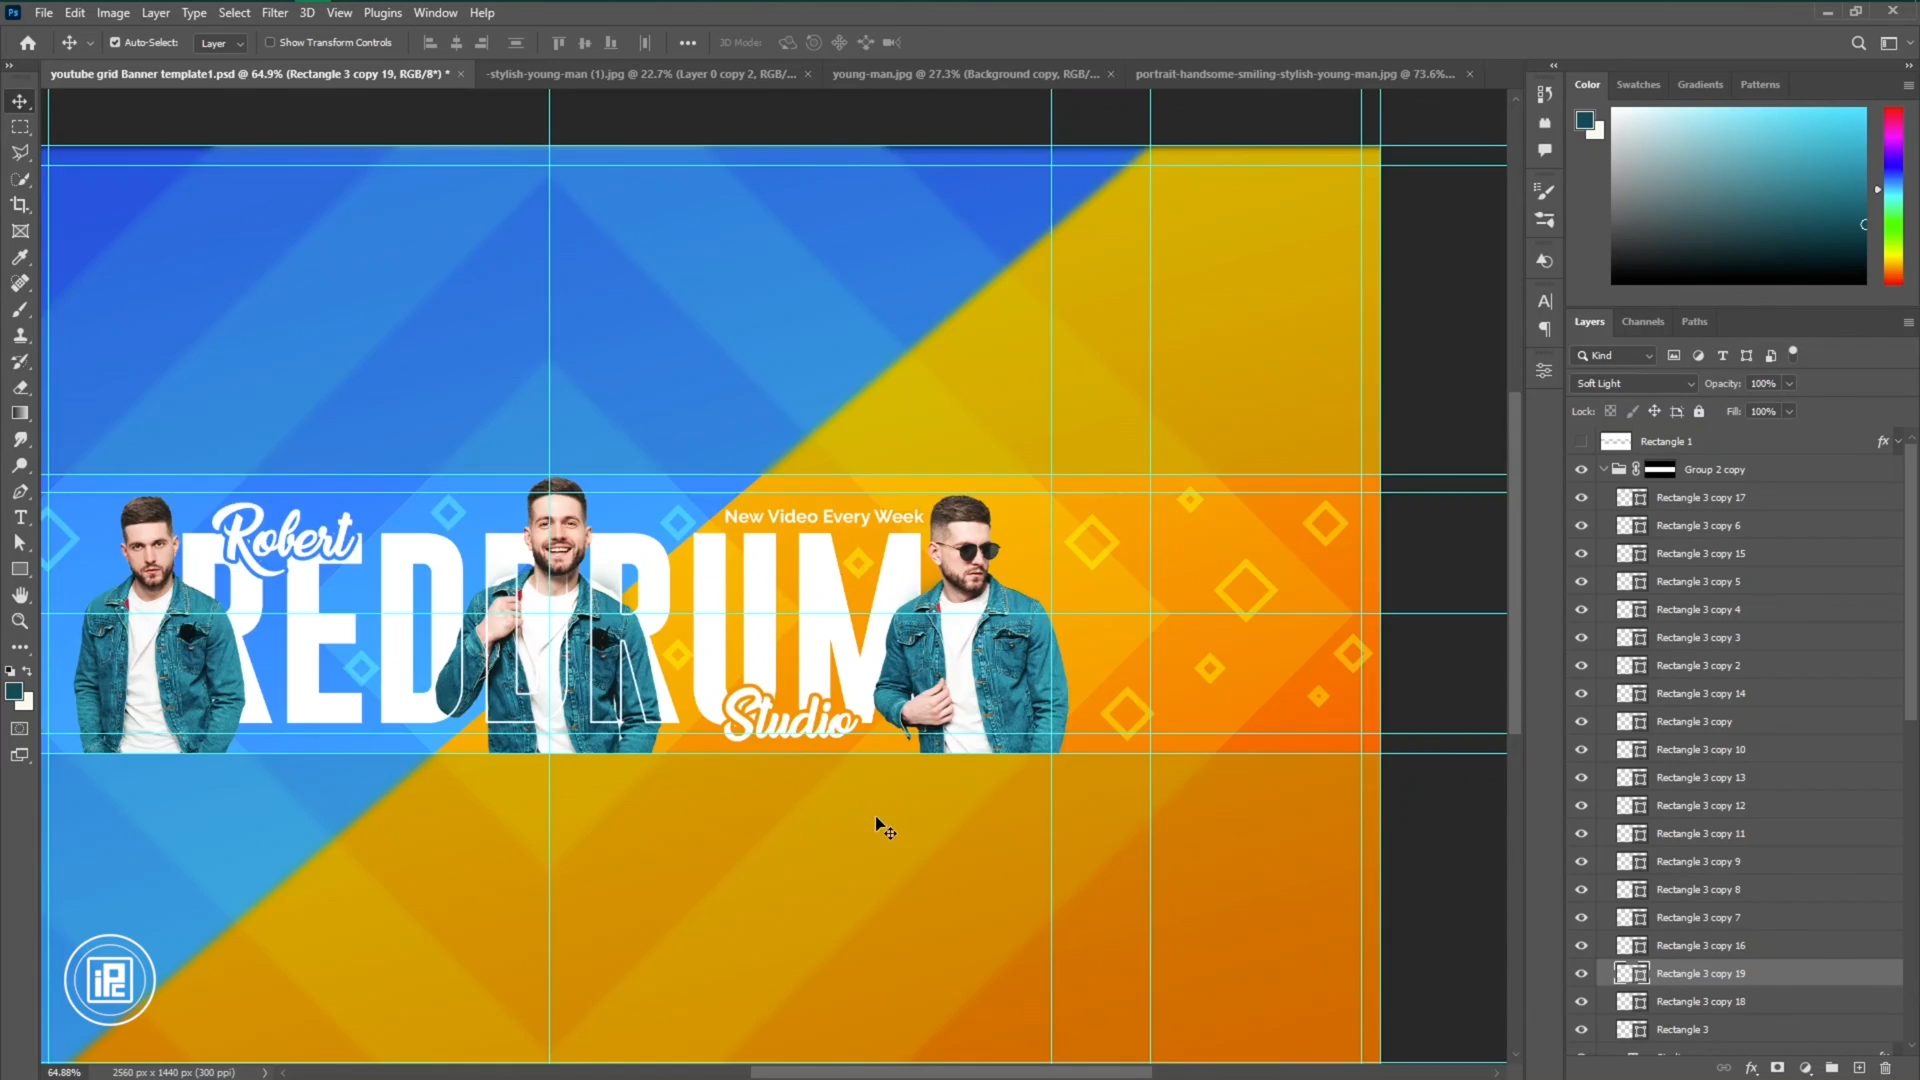 Ps File Edit Image Layer Type Select Filter 3D View Plugins Window Help
Auto-Select: Layer Show Transform Controls 3D Mode:
youtube grid Banner template1.psd @ 64.9% (Rectangle 3 copy 19, RGB/8*) * × -stylish-young-man (1).jpg @ 22.7% (Layer 0 copy 2, RGB/... × young-man.jpg @ 27.3% (Background copy, RGB/... × portrait-handsome-smiling-stylish-young-man.jpg @ 73.6%... ×
Color Swatches Gradients Patterns
Layers Channels Paths
Kind
Soft Light Opacity: 100%
Lock: Fill: 100%
Rectangle 1 fx
Group 2 copy
Rectangle 3 copy 17
Rectangle 3 copy 6
Rectangle 3 copy 15
Rectangle 3 copy 5
Rectangle 3 copy 4
Rectangle 3 copy 3
Rectangle 3 copy 2
Rectangle 3 copy 14
Rectangle 3 copy
Rectangle 3 copy 10
Rectangle 3 copy 13
Rectangle 3 copy 12
Rectangle 3 copy 11
Rectangle 3 copy 9
Rectangle 3 copy 8
Rectangle 3 copy 7
Rectangle 3 copy 16
Rectangle 3 copy 19
Rectangle 3 copy 18
Rectangle 3
Robert
New Video Every Week
REDDRUM
Studio
iPc
64.88% 2560 px x 1440 px (300 ppi)